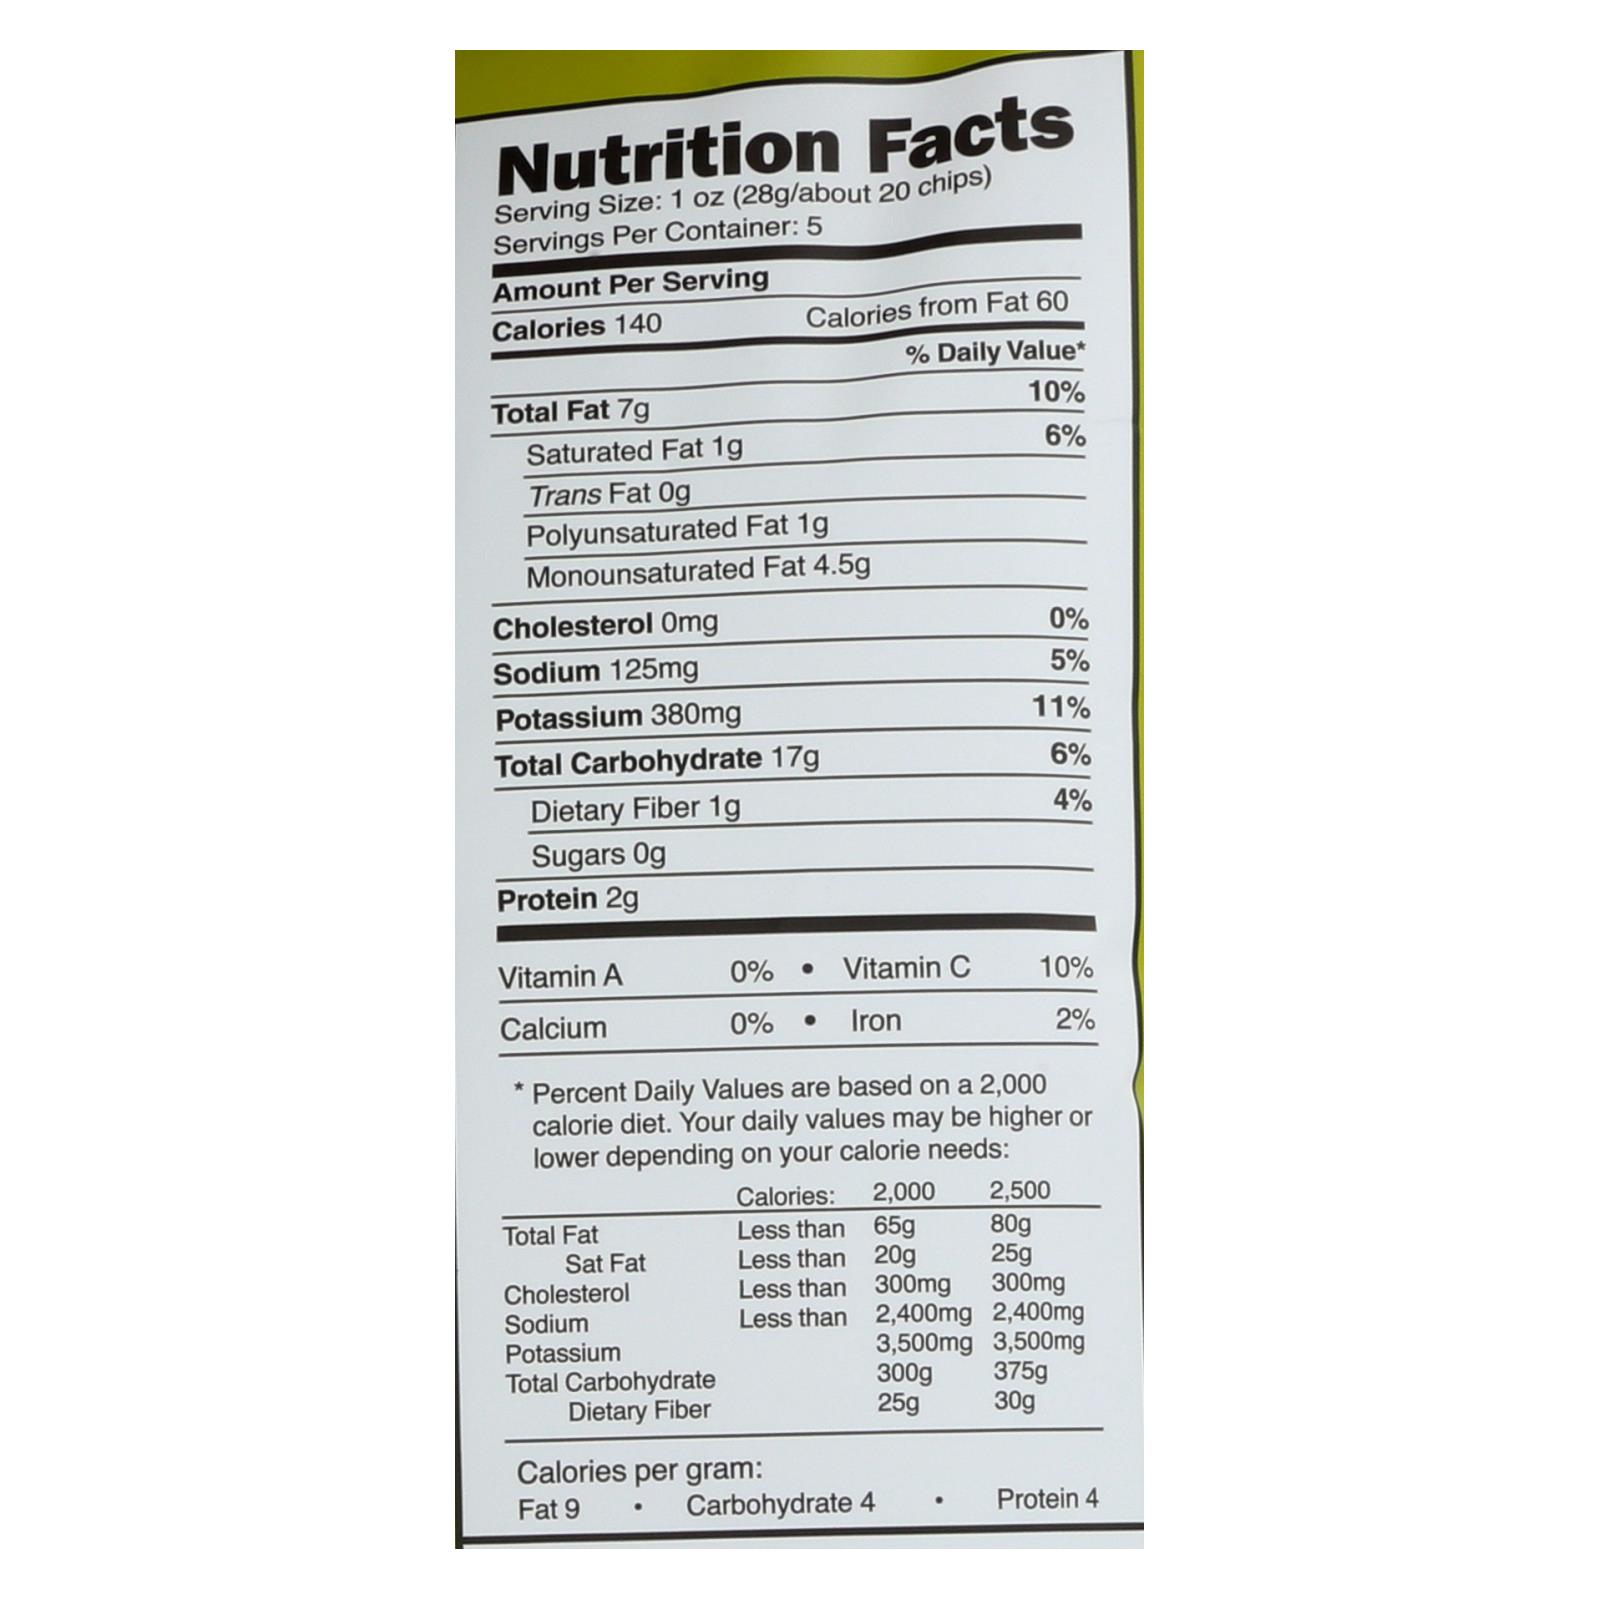 Nutrition Facts
Serving Size: 1 oz (28g/about 20 chips)
Servings Per Container: 5
Amount Per Serving
Calories 140 Calories from Fat 60
% Daily Value*
Total Fat 7g 10%
Saturated Fat 1g 6%
Trans Fat 0g
Polyunsaturated Fat 1g
Monounsaturated Fat 4.5g
Cholesterol 0mg 0%
Sodium 125mg 5%
Potassium 380mg 11%
Total Carbohydrate 17g 6%
Dietary Fiber 1g 4%
Sugars 0g
Protein 2g
Vitamin A 0% • Vitamin C 10%
Calcium 0% • Iron 2%
* Percent Daily Values are based on a 2,000
calorie diet. Your daily values may be higher or
lower depending on your calorie needs:
Calories: 2,000 2,500
Total Fat Less than 65g 80g
Sat Fat Less than 20g 25g
Cholesterol Less than 300mg 300mg
Sodium Less than 2,400mg 2,400mg
Potassium 3,500mg 3,500mg
Total Carbohydrate 300g 375g
Dietary Fiber 25g 30g
Calories per gram:
Fat 9 • Carbohydrate 4 • Protein 4